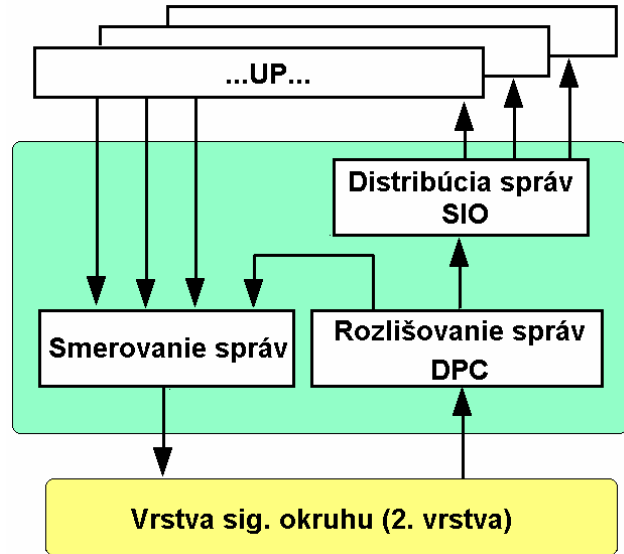 ...UP...
Distribúcia správ
SIO
Smerovanie správ
Rozlišovanie správ
DPC
Vrstva sig. okruhu (2. vrstva)